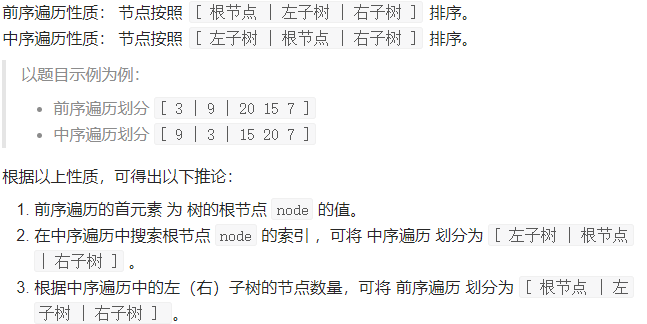 前序遍历性质： 节点按照 [ 根节点 | 左子树 | 右子树 ] 排序。
中序遍历性质： 节点按照 [ 左子树 | 根节点 | 右子树 ] 排序。
以题目示例为例：
• 前序遍历划分 [ 3 | 9 | 20 15 7 ]
• 中序遍历划分 [ 9 | 3 | 15 20 7 ]
根据以上性质，可得出以下推论：
1. 前序遍历的首元素 为 树的根节点 node 的值。
2. 在中序遍历中搜索根节点 node 的索引 ，可将 中序遍历 划分为 [ 左子树 | 根节点
| 右子树 ] 。
3. 根据中序遍历中的左（右）子树的节点数量，可将 前序遍历 划分为 [ 根节点 | 左
子树 | 右子树 ] 。